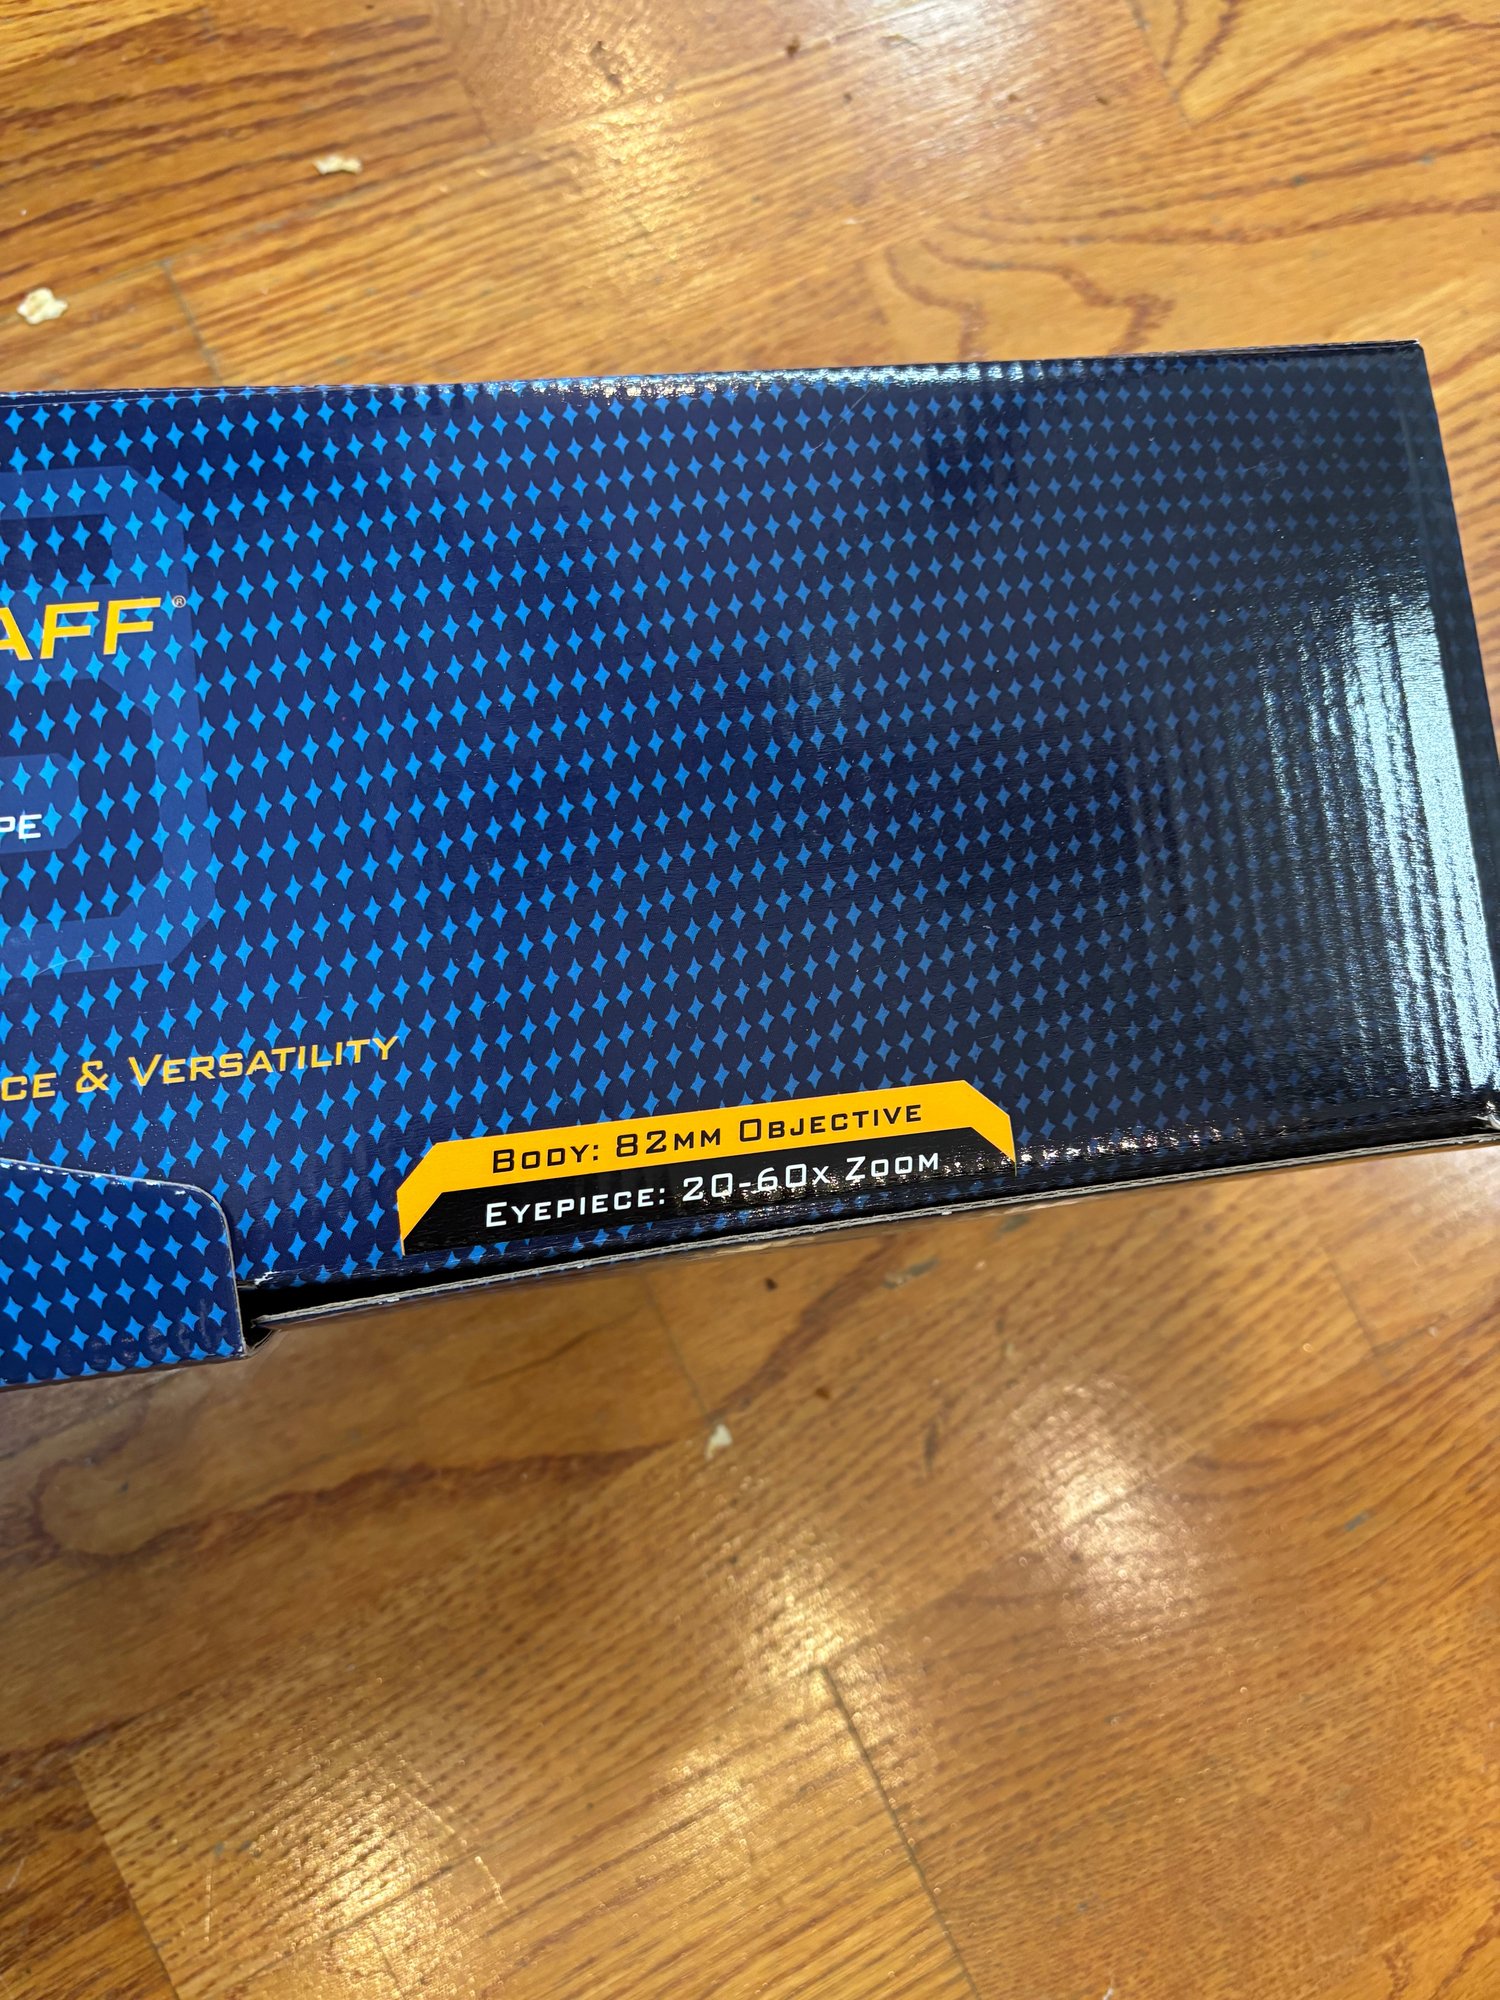 AFF®
PE
CE & VERSATILITY
BODY: 82MM OBJECTIVE
EYEPIECE: 20-60X ZOOM